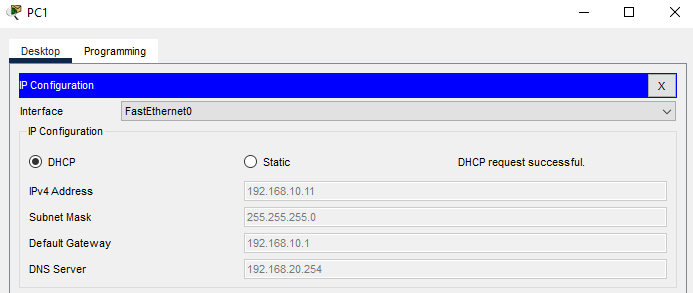 PC1
Desktop Programming
IP Configuration X
Interface FastEthernet0
IP Configuration
DHCP Static DHCP request successful.
IPv4 Address 192.168.10.11
Subnet Mask 255.255.255.0
Default Gateway 192.168.10.1
DNS Server 192.168.20.254